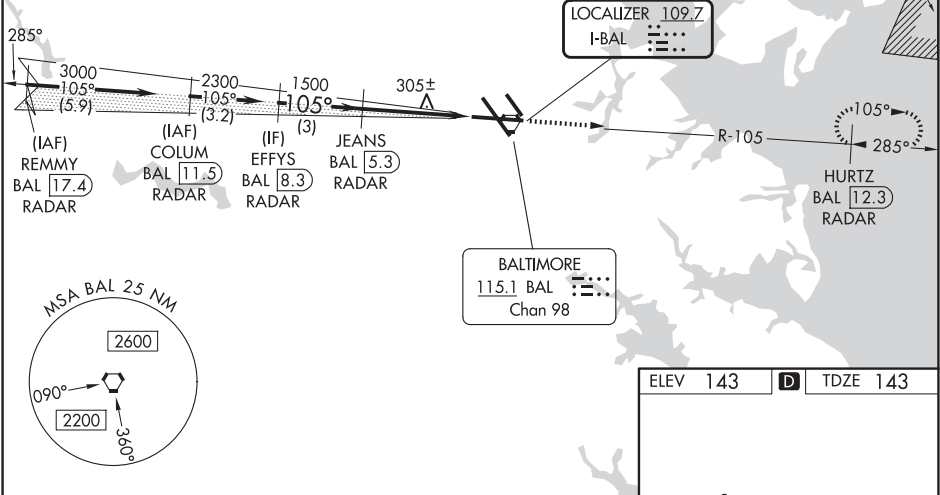 LOCALIZER 109.7
I-BAL
285°
3000
105°
(5.9)
2300
105°
(3.2)
1500
105°
(3)
305±
(IAF)
REMMY
BAL 17.4
RADAR
(IAF)
COLUM
BAL 11.5
RADAR
(IF)
EFFYS
BAL 8.3
RADAR
JEANS
BAL 5.3
RADAR
R-105
105°
285°
HURTZ
BAL 12.3
RADAR
BALTIMORE
115.1 BAL
Chan 98
MSA BAL 25 NM
2600
090°
2200
360°
ELEV 143 D TDZE 143